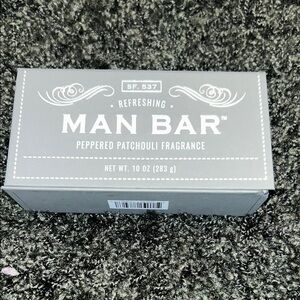 SF. 537
• REFRESHING •
MAN BAR™
PEPPERED PATCHOULI FRAGRANCE
NET WT. 10 OZ (283 g)